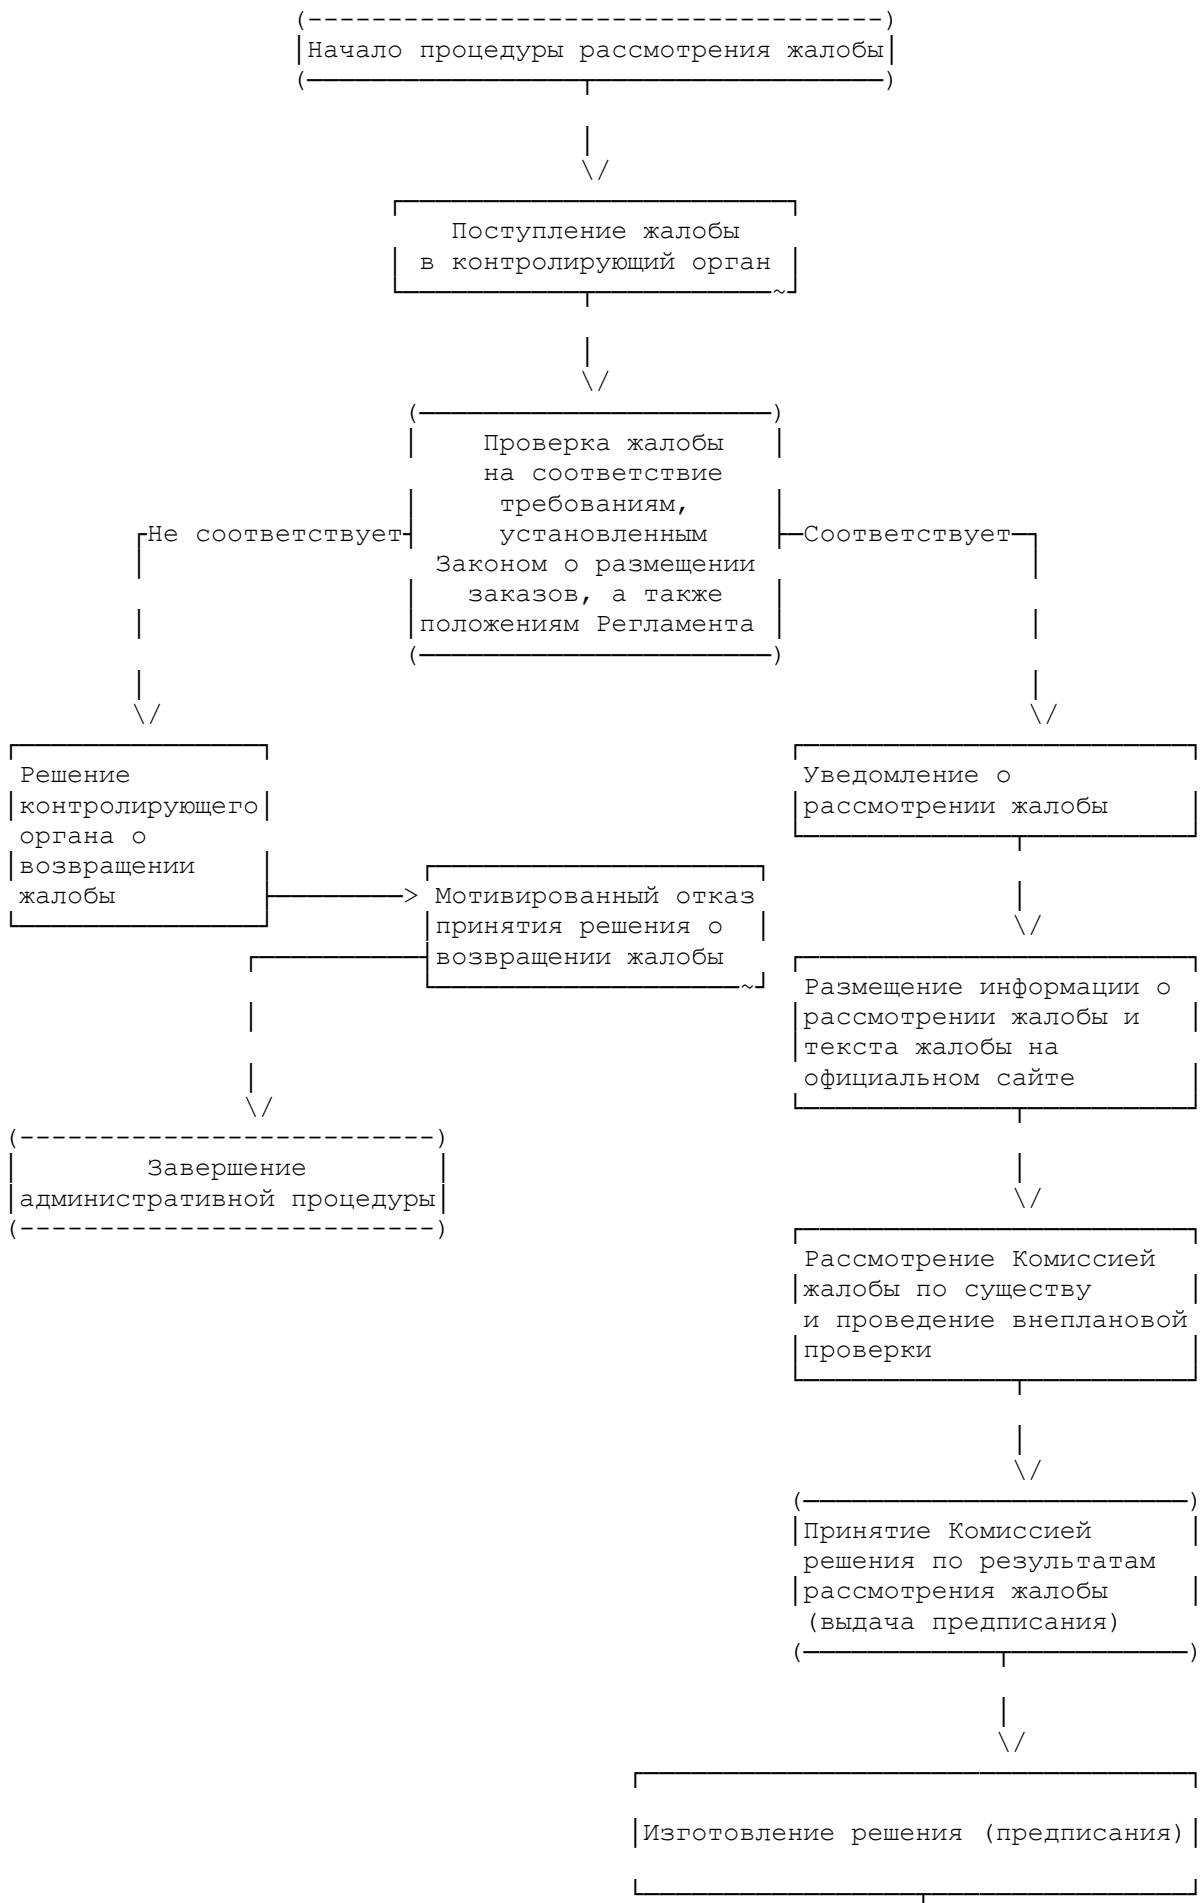 Начало процедуры рассмотрения жалобы
Поступление жалобы
в контролирующий орган
Проверка жалобы
на соответствие
требованиям,
установленным
Законом о размещении
заказов, а также
положениям Регламента
Не соответствует
Соответствует
Решение
контролирующего
органа о
возвращении
жалобы
Мотивированный отказ
принятия решения о
возвращении жалобы
Завершение
административной процедуры
Уведомление о
рассмотрении жалобы
Размещение информации о
рассмотрении жалобы и
текста жалобы на
официальном сайте
Рассмотрение Комиссией
жалобы по существу
и проведение внеплановой
проверки
Принятие Комиссией
решения по результатам
рассмотрения жалобы
(выдача предписания)
Изготовление решения (предписания)